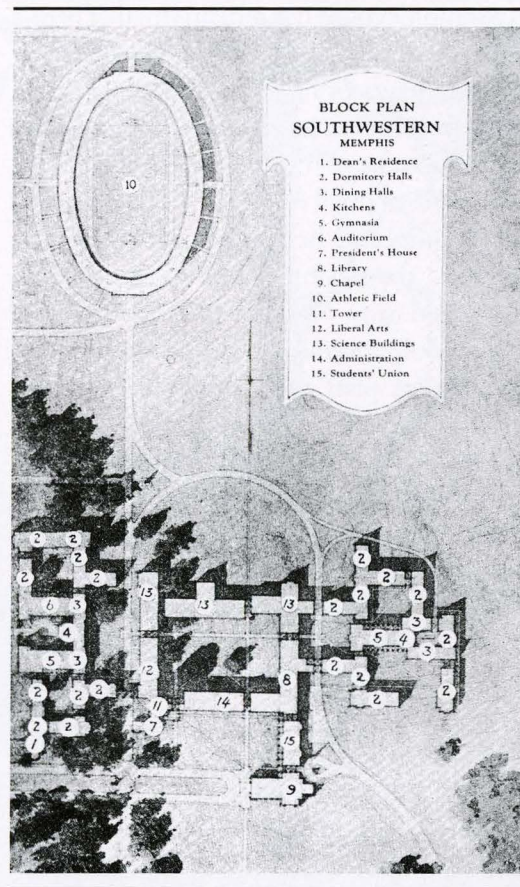 BLOCK PLAN
SOUTHWESTERN
MEMPHIS
1. Dean's Residence
2. Dormitory Halls
3. Dining Halls
4. Kitchens
5. Gymnasia
6. Auditorium
7. President's House
8. Library
9. Chapel
10. Athletic Field
11. Tower
12. Liberal Arts
13. Science Buildings
14. Administration
15. Students' Union
10
2 2
2 2
2 2 2
6 3 13 13 13 2 2
4 3
5 3 12 8 2 5 4 3 2
2 2 2 11 14 2 2 2
2 2 7 15
1
9